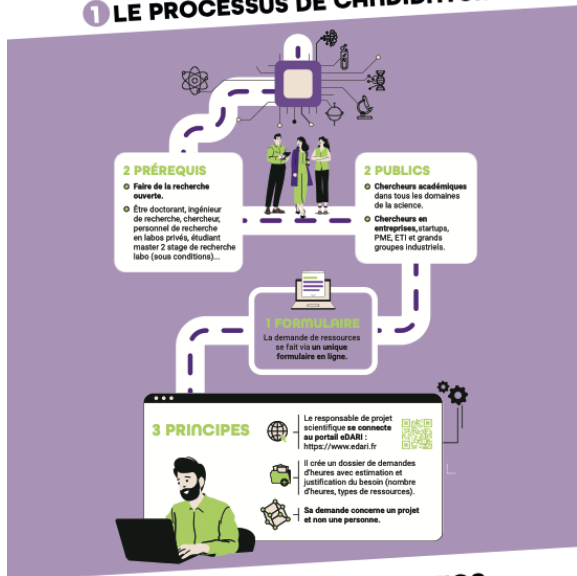 1 LE PROCESSUS DE
2 PRÉREQUIS
Faire de la recherche
ouverte.
Être doctorant, ingénieur
de recherche, chercheur,
personnel de recherche
en labos privés, étudiant
master 2 stage de recherche
labo (sous conditions)...
2 PUBLICS
Chercheurs académiques
dans tous les domaines
de la science.
Chercheurs en
entreprises, startups,
PME, ETI et grands
groupes industriels.
1 FORMULAIRE
La demande de ressources
se fait via un unique
formulaire en ligne.
3 PRINCIPES
Le responsable de projet
scientifique se connecte
au portail eDARI :
https://www.edari.fr
Il crée un dossier de demandes
d'heures avec estimation et
justification du besoin (nombre
d'heures, types de ressources).
Sa demande concerne un projet
et non une personne.